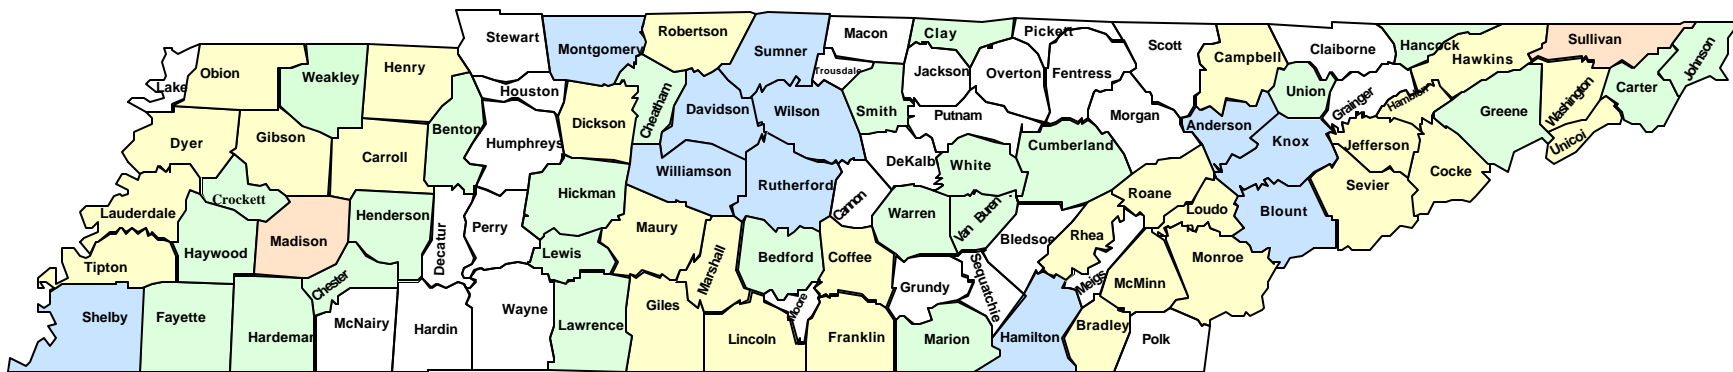 Stewart
Montgomery
Robertson
Sumner
Macon
Clay
Pickett
Scott
Campbell
Claiborne
Hancock
Hawkins
Sullivan
Johnson
Lake
Obion
Weakley
Henry
Houston
Cheatham
Trousdale
Jackson
Overton
Fentress
Union
Grainger
Hamblen
Washington
Carter
Benton
Dickson
Davidson
Wilson
Smith
Putnam
Morgan
Anderson
Knox
Jefferson
Greene
Unicoi
Dyer
Gibson
Carroll
Humphreys
Williamson
Rutherford
DeKalb
White
Cumberland
Roane
Sevier
Cocke
Crockett
Hickman
Cannon
Lauderdale
Henderson
Warren
Van Buren
Loudo
Blount
Madison
Decatur
Perry
Maury
Bledsoe
Rhea
Tipton
Haywood
Lewis
Marshall
Bedford
Coffee
Monroe
Chester
Grundy
Sequatchie
Meigs
McMinn
Shelby
Fayette
Hardeman
McNairy
Hardin
Wayne
Lawrence
Giles
Lincoln
Moore
Franklin
Marion
Hamilton
Bradley
Polk